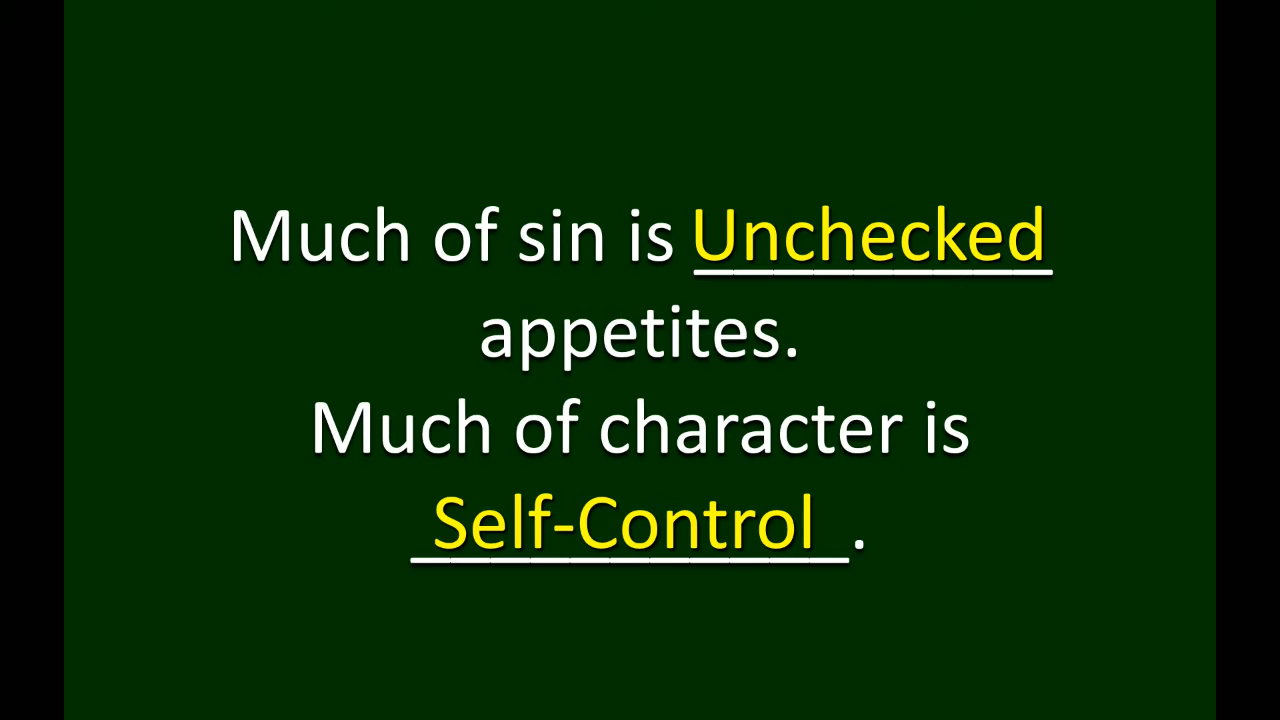 Much of sin is Unchecked
appetites.
Much of character is
Self-Control.